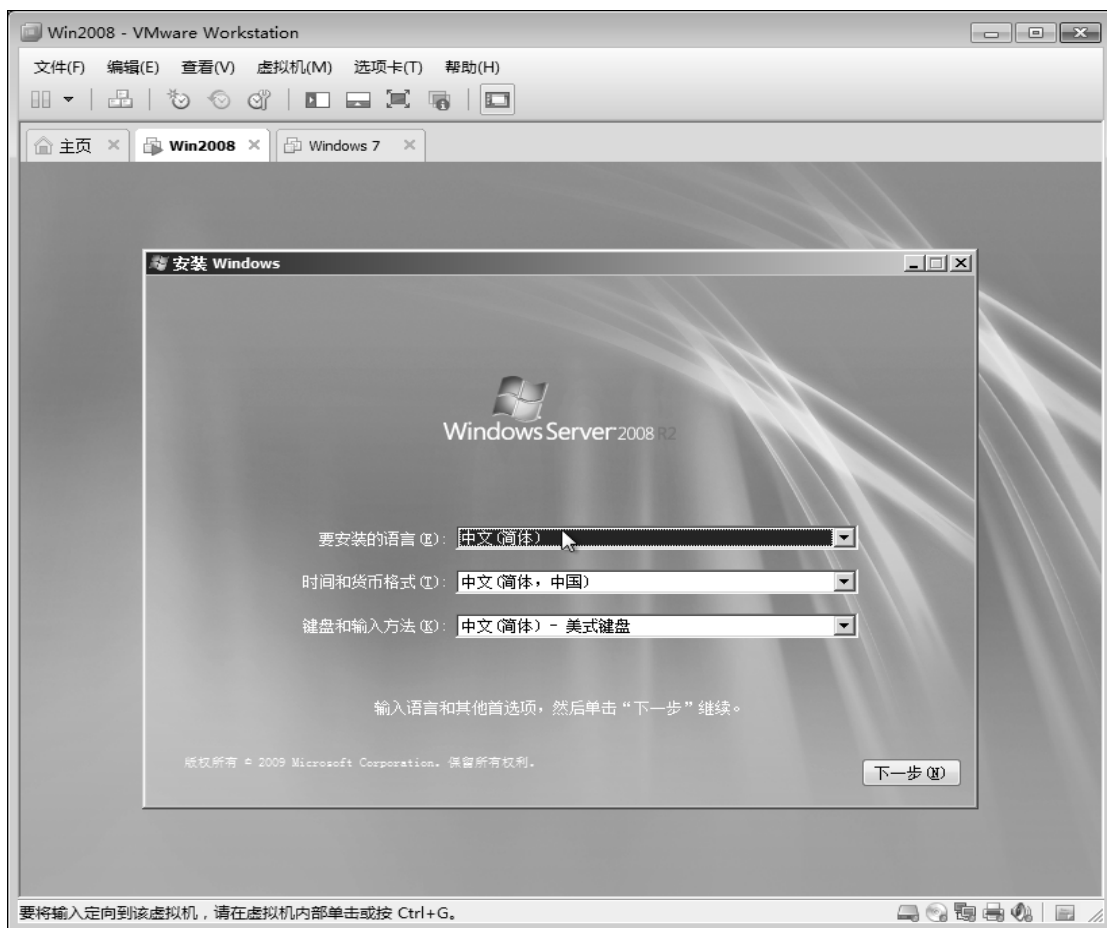 Win2008 - VMware Workstation
文件(F) 编辑(E) 查看(V) 虚拟机(M) 选项卡(T) 帮助(H)
主页 Win2008 Windows 7
安装 Windows
Windows Server 2008 R2
要安装的语言(E): 中文(简体)
时间和货币格式(T): 中文(简体，中国)
键盘和输入方法(K): 中文(简体) - 美式键盘
输入语言和其他首选项，然后单击“下一步”继续。
版权所有 © 2009 Microsoft Corporation. 保留所有权利。
下一步(N)
要将输入定向到该虚拟机，请在虚拟机内部单击或按 Ctrl+G。